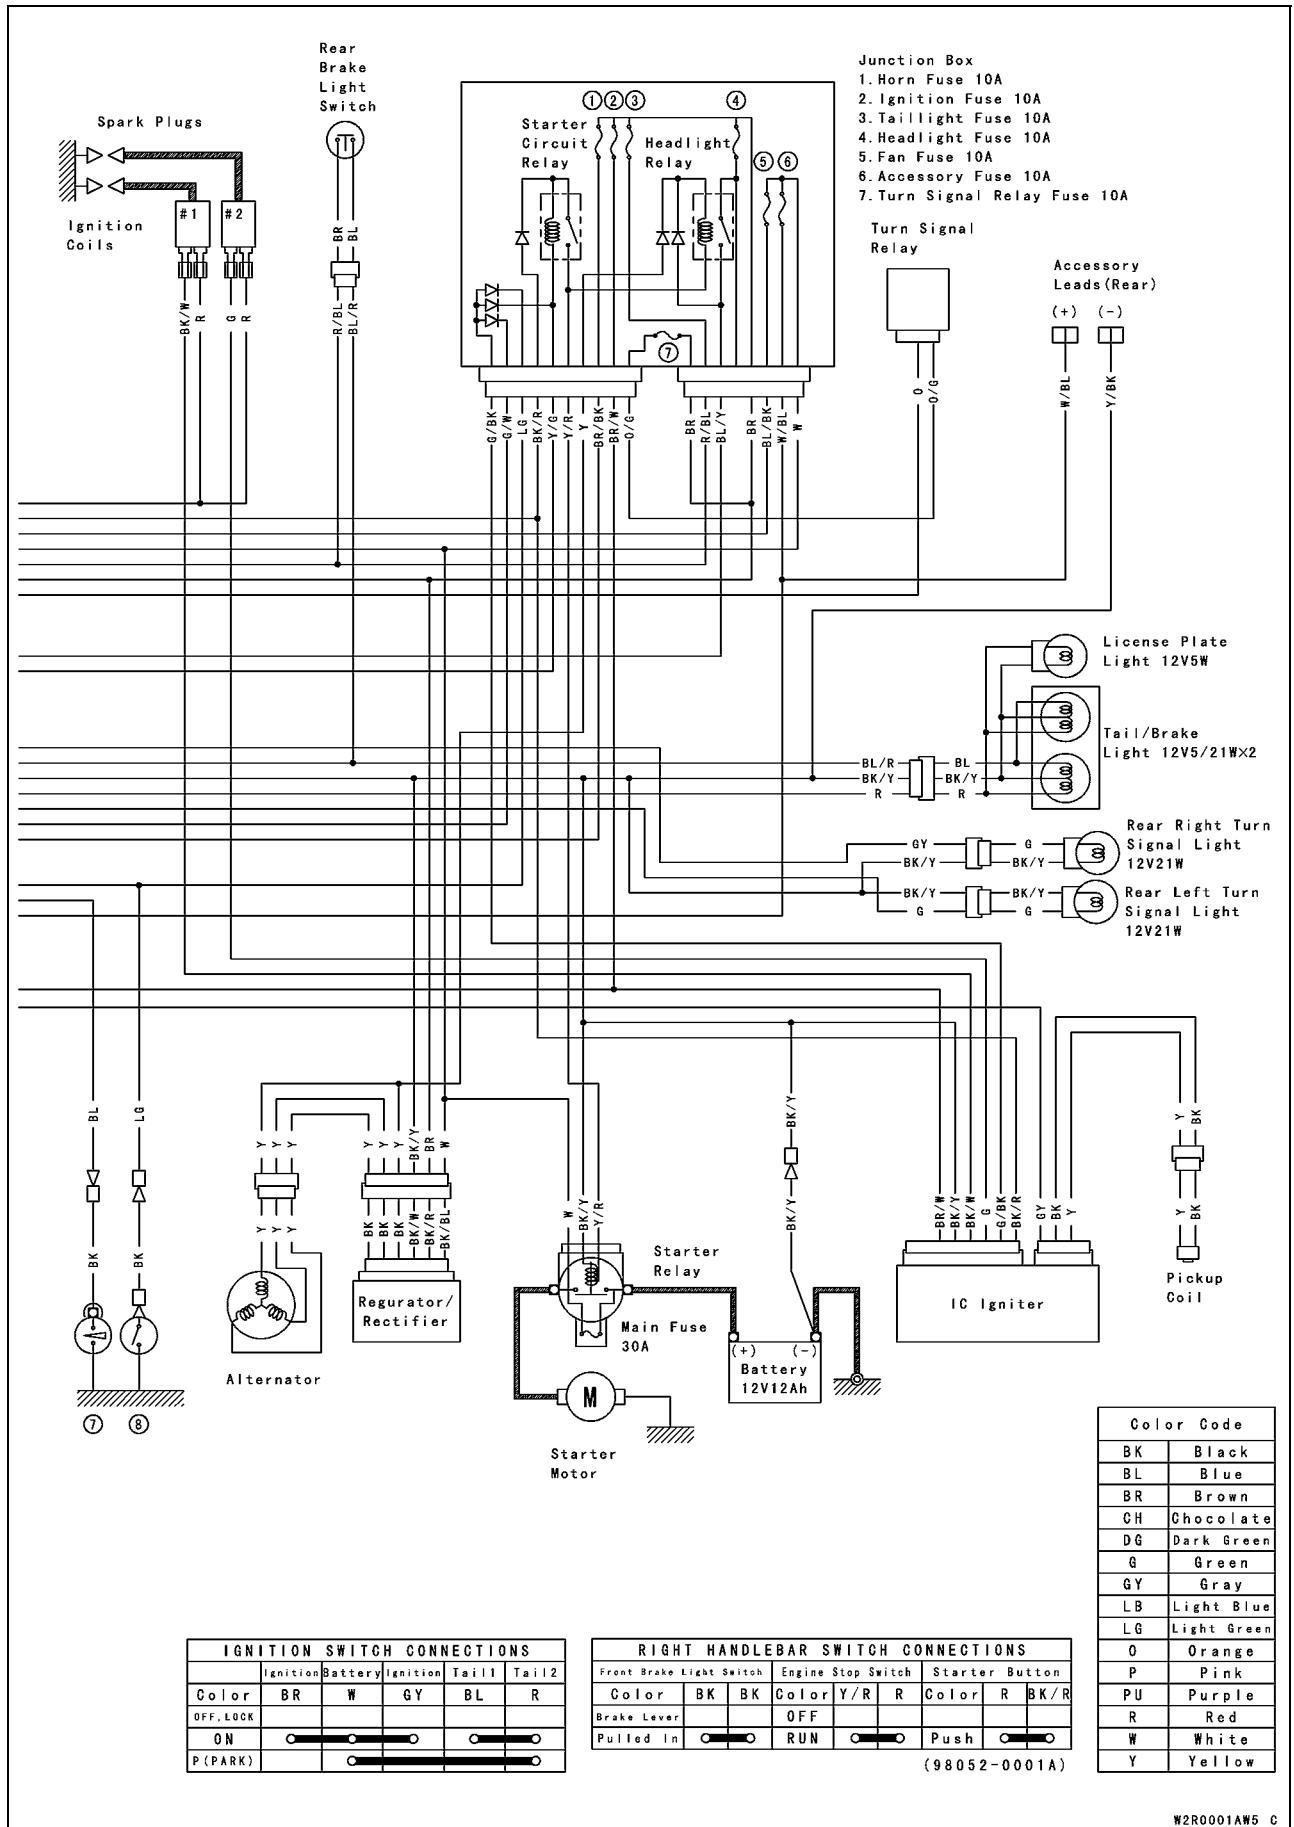 Rear
Brake
Light
Switch
Spark Plugs
Ignition
Coils
#1 #2
BR BL
BK/W R G R
R/BL BL/R
Starter
Circuit
Relay
Headlight
Relay
① ② ③ ④
⑤ ⑥
⑦
Junction Box
1. Horn Fuse 10A
2. Ignition Fuse 10A
3. Taillight Fuse 10A
4. Headlight Fuse 10A
5. Fan Fuse 10A
6. Accessory Fuse 10A
7. Turn Signal Relay Fuse 10A
Turn Signal
Relay
Accessory
Leads(Rear)
(+) (-)
O O/G
W/BL Y/BK
G/BK G/W LG BK/R Y/G Y/R Y BR/BK BR/W O/G
BR R/BL BL/Y BR BL/BK W/BL W
License Plate
Light 12V5W
Tail/Brake
Light 12V5/21W×2
BL/R BL
BK/Y BK/Y
R R
Rear Right Turn
Signal Light
12V21W
GY G
BK/Y BK/Y
Rear Left Turn
Signal Light
12V21W
BK/Y BK/Y
G G
BL LG
BK BK
⑦ ⑧
Y Y Y
Y Y Y
Alternator
Y Y Y BK/Y BR W
BK BK BK BK/W BK/R BK/BL
Regurator/
Rectifier
W BK/Y Y/R
Starter
Relay
Main Fuse
30A
M
Starter
Motor
BK/Y
BK/Y
(+) (-)
Battery
12V12Ah
BR/W BK/Y BK/W G G/BK BK/R
GY BK Y
IC Igniter
Y BK
Y BK
Pickup
Coil
Color Code
BK Black
BL Blue
BR Brown
CH Chocolate
DG Dark Green
G Green
GY Gray
LB Light Blue
LG Light Green
O Orange
P Pink
PU Purple
R Red
W White
Y Yellow
IGNITION SWITCH CONNECTIONS
Ignition Battery Ignition Tail1 Tail2
Color BR W GY BL R
OFF,LOCK
ON
P(PARK)
RIGHT HANDLEBAR SWITCH CONNECTIONS
Front Brake Light Switch Engine Stop Switch Starter Button
Color BK BK Color Y/R R Color R BK/R
Brake Lever OFF
Pulled In RUN Push
(98052-0001A)
W2R0001AW5 C